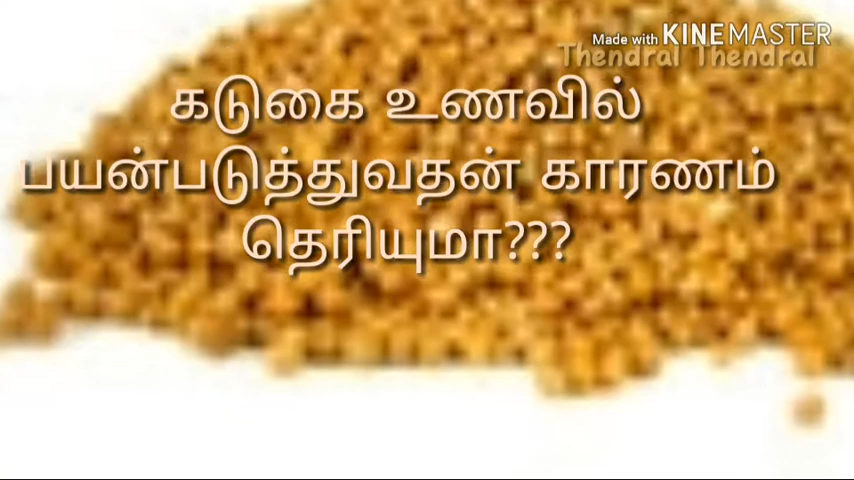 Made with KINEMASTER
Thendral Thendral
கடுகை உணவில்
பயன்படுத்துவதன் காரணம்
தெரியுமா???